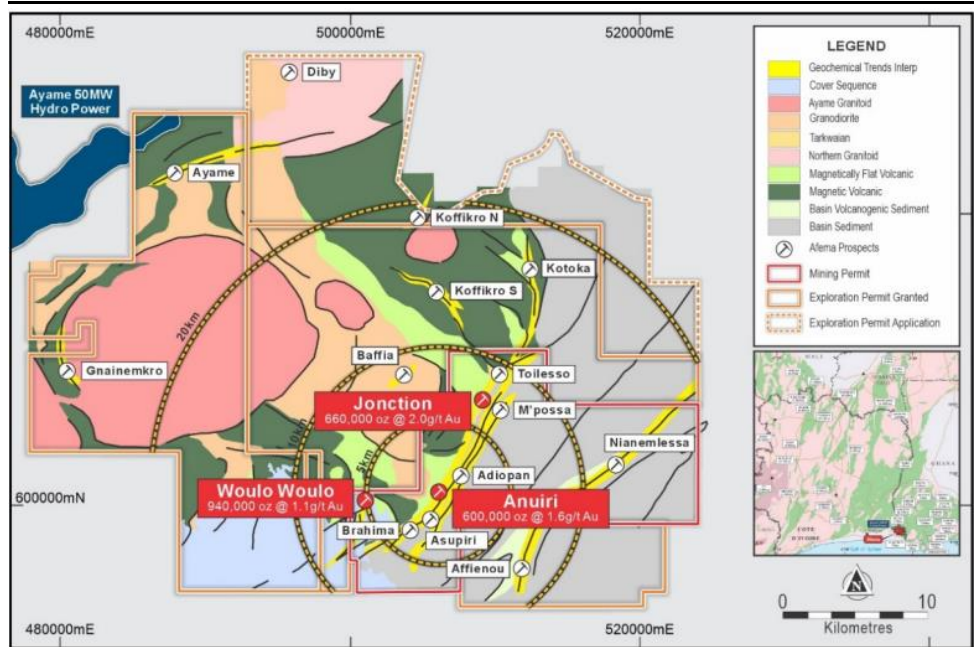 480000mE
500000mE
520000mE
Ayame 50MW
Hydro Power
Diby
Ayame
Koffikro N
Kotoka
Koffikro S
20km
Gnainemkro
Baffia
Toilesso
Jonction
660,000 oz @ 2.0g/t Au
M'possa
10km
5km
Nianemlessa
Adiopan
600000mN
Woulo Woulo
940,000 oz @ 1.1g/t Au
Anuiri
600,000 oz @ 1.6g/t Au
Brahima
Asupiri
Affienou
480000mE
520000mE
LEGEND
Geochemical Trends Interp
Cover Sequence
Ayame Granitoid
Granodiorite
Tarkwaian
Northern Granitoid
Magnetically Flat Volcanic
Magnetic Volcanic
Basin Volcanogenic Sediment
Basin Sediment
Afema Prospects
Mining Permit
Exploration Permit Granted
Exploration Permit Application
GHANA
COTE
D'IVOIRE
N
0
10
Kilometres